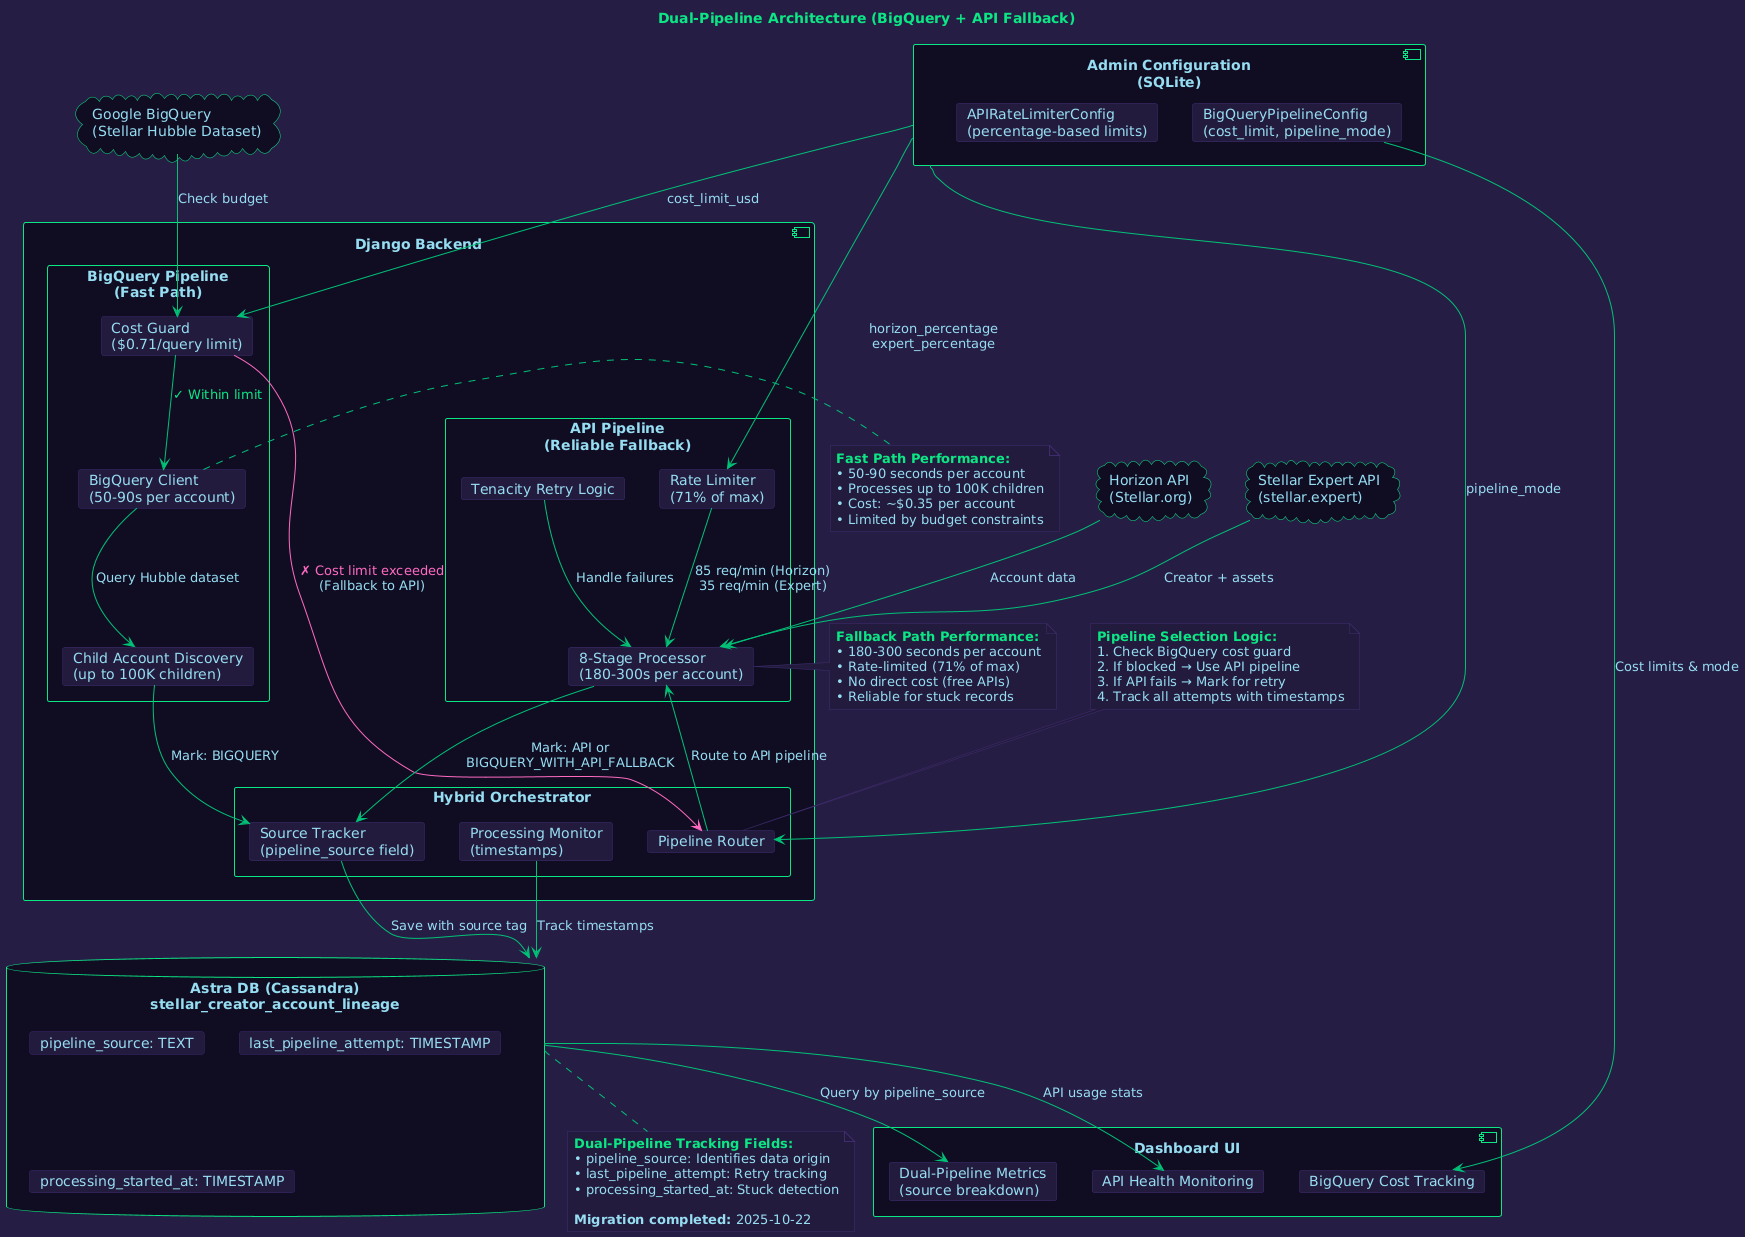 Dual-Pipeline Architecture (BigQuery + API Fallback)
Admin Configuration
(SQLite)
APIRateLimiterConfig
(percentage-based limits)
BigQueryPipelineConfig
(cost_limit, pipeline_mode)
Google BigQuery
(Stellar Hubble Dataset)
Check budget
cost_limit_usd
Django Backend
BigQuery Pipeline
(Fast Path)
Cost Guard
($0.71/query limit)
horizon_percentage
expert_percentage
✓ Within limit
API Pipeline
(Reliable Fallback)
BigQuery Client
(50-90s per account)
Tenacity Retry Logic
Rate Limiter
(71% of max)
Fast Path Performance:
• 50-90 seconds per account
• Processes up to 100K children
• Cost: ~$0.35 per account
• Limited by budget constraints
Horizon API
(Stellar.org)
Stellar Expert API
(stellar.expert)
pipeline_mode
Query Hubble dataset
✗ Cost limit exceeded
(Fallback to API)
Handle failures
85 req/min (Horizon)
35 req/min (Expert)
Account data
Creator + assets
Child Account Discovery
(up to 100K children)
8-Stage Processor
(180-300s per account)
Fallback Path Performance:
• 180-300 seconds per account
• Rate-limited (71% of max)
• No direct cost (free APIs)
• Reliable for stuck records
Pipeline Selection Logic:
1. Check BigQuery cost guard
2. If blocked → Use API pipeline
3. If API fails → Mark for retry
4. Track all attempts with timestamps
Cost limits & mode
Mark: BIGQUERY
Mark: API or
BIGQUERY_WITH_API_FALLBACK
Route to API pipeline
Hybrid Orchestrator
Source Tracker
(pipeline_source field)
Processing Monitor
(timestamps)
Pipeline Router
Save with source tag
Track timestamps
Astra DB (Cassandra)
stellar_creator_account_lineage
pipeline_source: TEXT
last_pipeline_attempt: TIMESTAMP
processing_started_at: TIMESTAMP
Query by pipeline_source
API usage stats
Dual-Pipeline Tracking Fields:
• pipeline_source: Identifies data origin
• last_pipeline_attempt: Retry tracking
• processing_started_at: Stuck detection
Migration completed: 2025-10-22
Dashboard UI
Dual-Pipeline Metrics
(source breakdown)
API Health Monitoring
BigQuery Cost Tracking